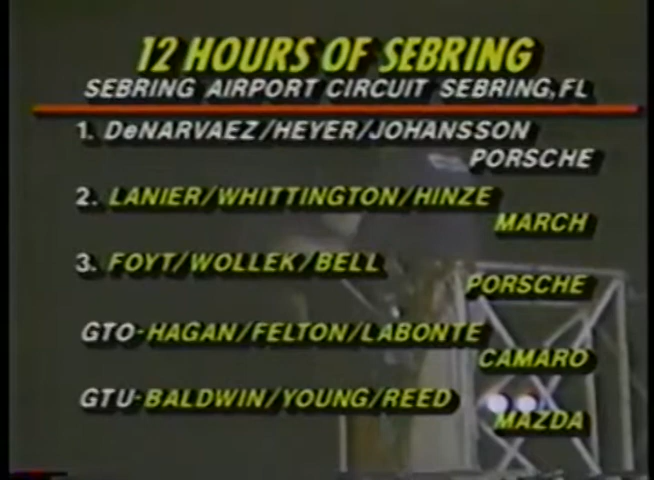 12 HOURS OF SEBRING
SEBRING AIRPORT CIRCUIT SEBRING, FL
1. DeNARVAEZ/HEYER/JOHANSSON
PORSCHE
2. LANIER/WHITTINGTON/HINZE
MARCH
3. FOYT/WOLLEK/BELL
PORSCHE
GTO-HAGAN/FELTON/LABONTE
CAMARO
GTU-BALDWIN/YOUNG/REED
MAZDA